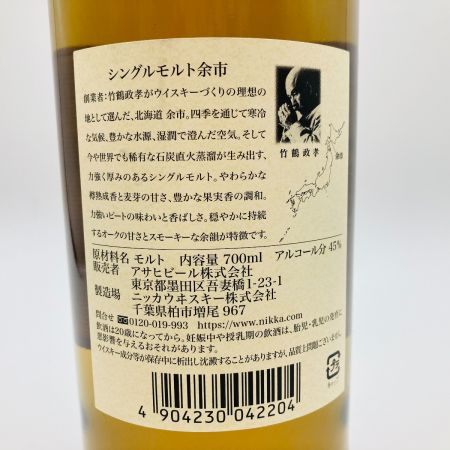 シングルモルト余市
創業者：竹鶴政孝がウイスキーづくりの理想の
地として選んだ、北海道 余市。四季を通じて寒冷
な気候、豊かな水源、湿潤で澄んだ空気。そして
今や世界でも稀有な石炭直火蒸溜が生み出す、
力強く厚みのあるシングルモルト。やわらかな
樽熟成香と麦芽の甘さ、豊かな果実香の調和。
力強いピートの味わいと香ばしさ。穏やかに持続
するオークの甘さとスモーキーな余韻が特徴です。
竹鶴政孝
余市
原材料名 モルト 内容量 700ml アルコール分 45%
販売者 アサヒビール株式会社
東京都墨田区吾妻橋1-23-1
製造場 ニッカウヰスキー株式会社
千葉県柏市増尾 967
問合せ 0120-019-993 https://www.nikka.com
飲酒は20歳になってから。妊娠中や授乳期の飲酒は、胎児・乳児の発育に
悪影響を与えるおそれがあります。
ウイスキー成分等が保存中に析出し沈澱することがありますが、品質上問題ございません。
4 904230 042204
プラ